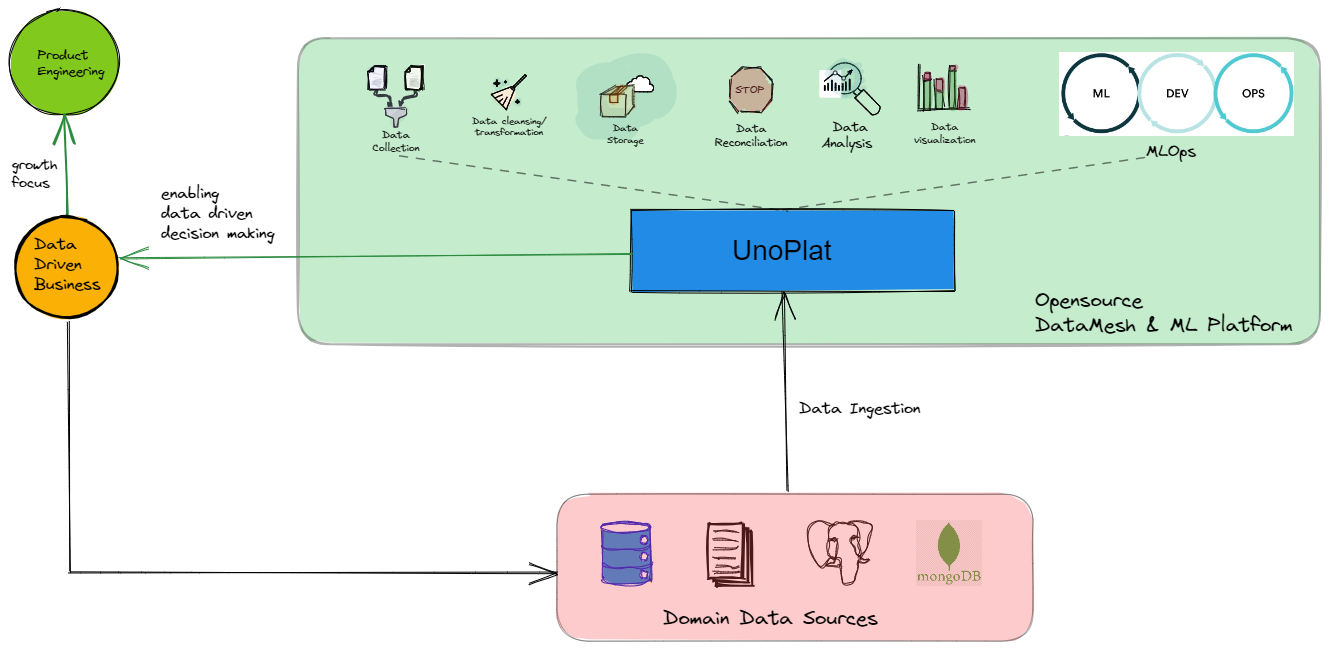 Product
Engineering
growth
focus
Data
Driven
Business
enabling
data driven
decision making
Data
Collection
Data cleansing/
transformation
Data
Storage
STOP
Data
Reconciliation
Data
Analysis
Data
visualization
ML
DEV
OPS
MLOps
UnoPlat
Opensource
DataMesh & ML Platform
Data Ingestion
mongoDB
Domain Data Sources